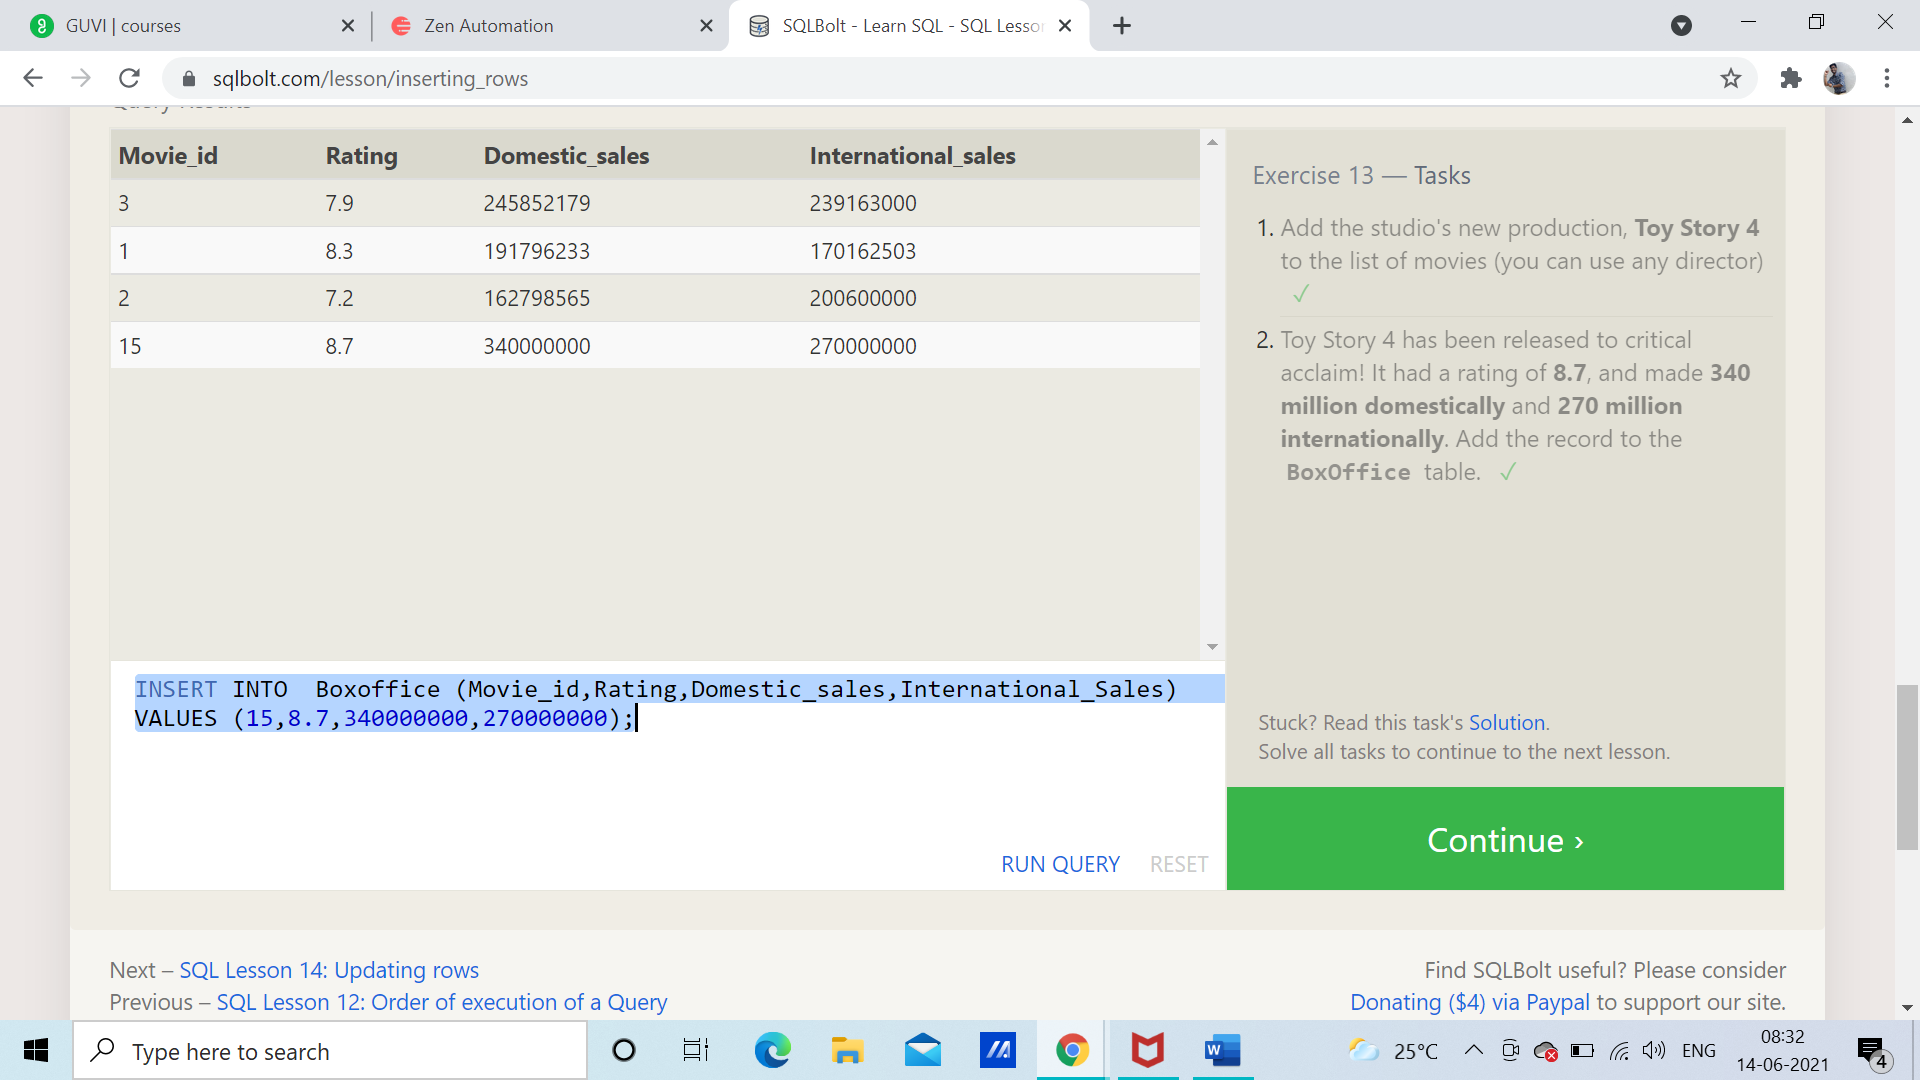 GUVI | courses
Zen Automation
SQLBolt - Learn SQL - SQL Lesson
sqlbolt.com/lesson/inserting_rows
Query Results
Movie_id Rating Domestic_sales International_sales
3 7.9 245852179 239163000
1 8.3 191796233 170162503
2 7.2 162798565 200600000
15 8.7 340000000 270000000
INSERT INTO  Boxoffice (Movie_id,Rating,Domestic_sales,International_Sales)
VALUES (15,8.7,340000000,270000000);
RUN QUERY RESET
Exercise 13 — Tasks
1. Add the studio's new production, Toy Story 4
to the list of movies (you can use any director)
✓
2. Toy Story 4 has been released to critical
acclaim! It had a rating of 8.7, and made 340
million domestically and 270 million
internationally. Add the record to the
BoxOffice table. ✓
Stuck? Read this task's Solution.
Solve all tasks to continue to the next lesson.
Continue ›
Next – SQL Lesson 14: Updating rows
Previous – SQL Lesson 12: Order of execution of a Query
Find SQLBolt useful? Please consider
Donating ($4) via Paypal to support our site.
Type here to search
25°C
ENG
08:32
14-06-2021
4